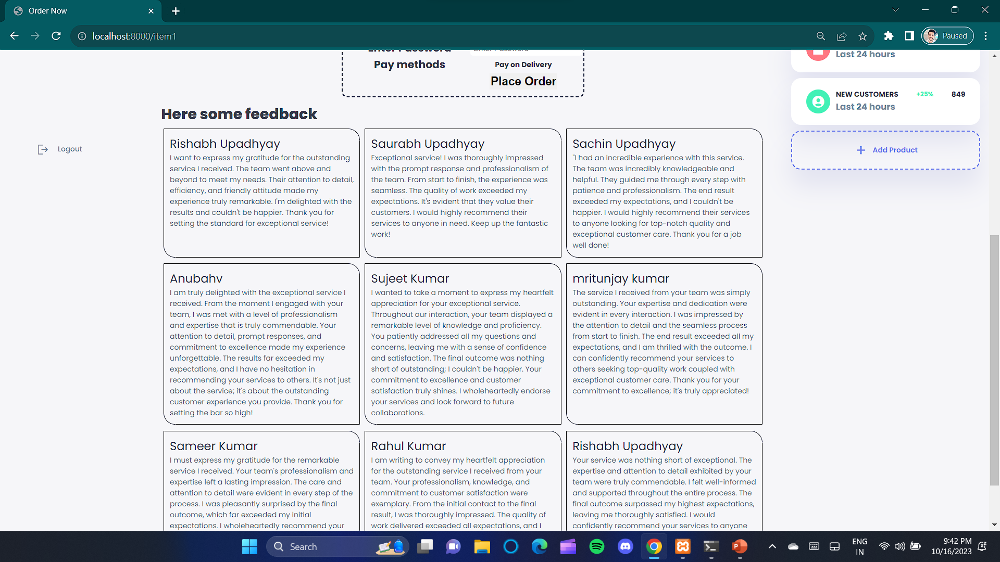 Order Now
localhost:8000/item1
Paused
Enter Password
Enter Password
Pay methods
Pay on Delivery
Place Order
Last 24 hours
NEW CUSTOMERS +25% 849
Last 24 hours
Add Product
Logout
Here some feedback
Rishabh Upadhyay
I want to express my gratitude for the outstanding
service I received. The team went above and
beyond to meet my needs. Their attention to detail,
efficiency, and friendly attitude made my
experience truly remarkable. I'm delighted with the
results and couldn't be happier. Thank you for
setting the standard for exceptional service!
Saurabh Upadhyay
Exceptional service! I was thoroughly impressed
with the prompt response and professionalism of
the team. From start to finish, the experience was
seamless. The quality of work exceeded my
expectations. It's evident that they value their
customers. I would highly recommend their
services to anyone in need. Keep up the fantastic
work!
Sachin Upadhyay
"I had an incredible experience with this service.
The team was incredibly knowledgeable and
helpful. They guided me through every step with
patience and professionalism. The end result
exceeded my expectations, and I couldn't be
happier. I would highly recommend their services
to anyone looking for top-notch quality and
exceptional customer care. Thank you for a job
well done!
Anubahv
I am truly delighted with the exceptional service I
received. From the moment I engaged with your
team, I was met with a level of professionalism
and expertise that is truly commendable. Your
attention to detail, prompt responses, and
commitment to excellence made my experience
unforgettable. The results far exceeded my
expectations, and I have no hesitation in
recommending your services to others. It's not just
about the service; it's about the outstanding
customer experience you provide. Thank you for
setting the bar so high!
Sujeet Kumar
I wanted to take a moment to express my heartfelt
appreciation for your exceptional service.
Throughout our interaction, your team displayed a
remarkable level of knowledge and proficiency.
You patiently addressed all my questions and
concerns, leaving me with a sense of confidence
and satisfaction. The final outcome was nothing
short of outstanding; I couldn't be happier. Your
commitment to excellence and customer
satisfaction truly shines. I wholeheartedly endorse
your services and look forward to future
collaborations.
mritunjay kumar
The service I received from your team was simply
outstanding. Your expertise and dedication were
evident in every interaction. I was impressed by
the attention to detail and the seamless process
from start to finish. The end result exceeded all my
expectations, and I am thrilled with the outcome. I
can confidently recommend your services to
others seeking top-quality work coupled with
exceptional customer care. Thank you for your
commitment to excellence; it's truly appreciated!
Sameer Kumar
I must express my gratitude for the remarkable
service I received. Your team's professionalism and
expertise left a lasting impression. The care and
attention to detail were evident in every step of the
process. I was pleasantly surprised by the final
outcome, which far exceeded my initial
expectations. I wholeheartedly recommend your
Rahul Kumar
I am writing to convey my heartfelt appreciation
for the outstanding service I received from your
team. Your professionalism, knowledge, and
commitment to customer satisfaction were
exemplary. From the initial contact to the final
result, I was thoroughly impressed. The quality of
work delivered exceeded all expectations, and I
Rishabh Upadhyay
Your service was nothing short of exceptional. The
expertise and attention to detail exhibited by your
team were truly commendable. I felt well-informed
and supported throughout the entire process. The
final outcome surpassed my highest expectations,
leaving me thoroughly satisfied. I would
confidently recommend your services to anyone
Search
ENG
IN
9:42 PM
10/16/2023